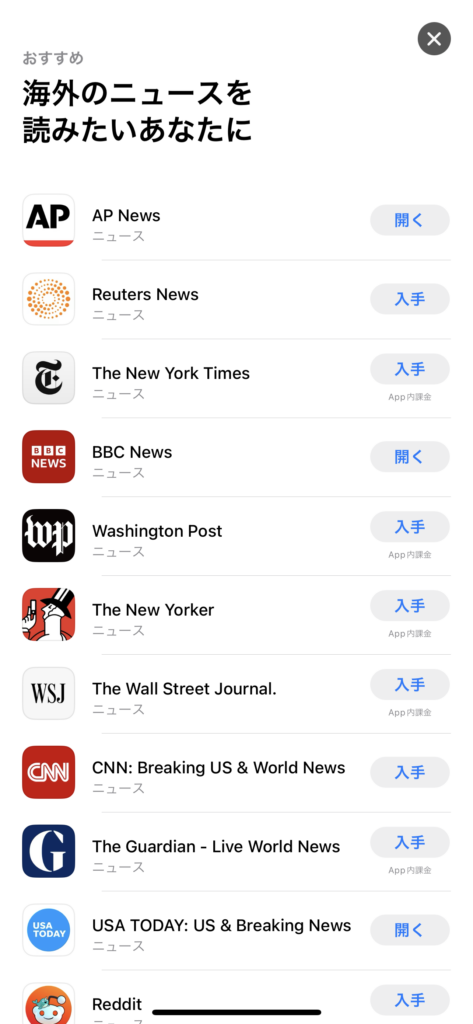 おすすめ
海外のニュースを
読みたいあなたに
AP
AP News
ニュース
開く
Reuters News
ニュース
入手
The New York Times
ニュース
入手
App内課金
BBC
NEWS
BBC News
ニュース
開く
wp
Washington Post
ニュース
入手
App内課金
The New Yorker
ニュース
入手
App内課金
WSJ
The Wall Street Journal.
ニュース
入手
App内課金
CNN
CNN: Breaking US & World News
ニュース
入手
G
The Guardian - Live World News
ニュース
入手
App内課金
USA
TODAY
USA TODAY: US & Breaking News
ニュース
開く
Reddit
入手